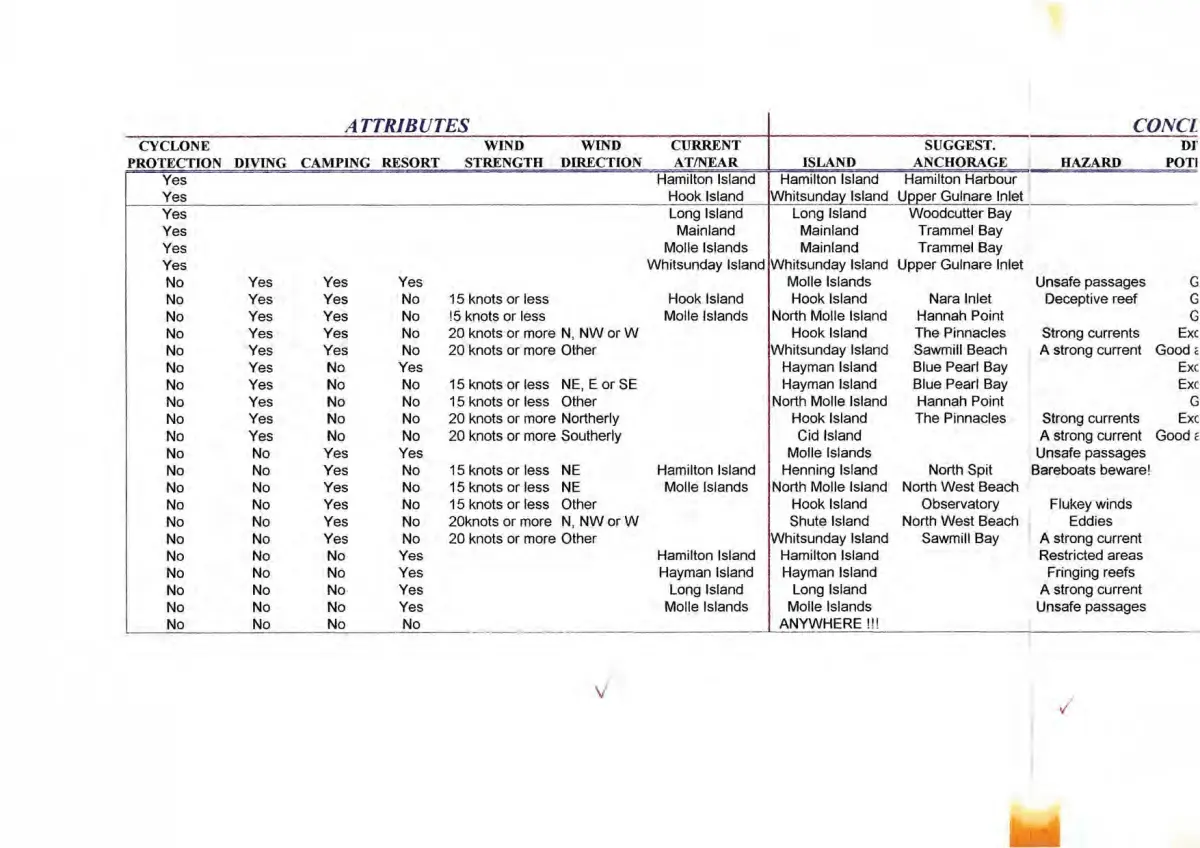 ATTRIBUTES CONCL
CYCLONE WIND WIND CURRENT SUGGEST. DI
PROTECTION DIVING CAMPING RESORT STRENGTH DIRECTION AT/NEAR ISLAND ANCHORAGE HAZARD POTI
Yes Hamilton Island Hamilton Island Hamilton Harbour
Yes Hook Island Whitsunday Island Upper Gulnare Inlet
Yes Long Island Long Island Woodcutter Bay
Yes Mainland Mainland Trammel Bay
Yes Molle Islands Mainland Trammel Bay
Yes Whitsunday Island Whitsunday Island Upper Gulnare Inlet
No Yes Yes Yes Molle Islands Unsafe passages G
No Yes Yes No 15 knots or less Hook Island Hook Island Nara Inlet Deceptive reef G
No Yes Yes No !5 knots or less Molle Islands North Molle Island Hannah Point G
No Yes Yes No 20 knots or more N, NW or W Hook Island The Pinnacles Strong currents Exc
No Yes Yes No 20 knots or more Other Whitsunday Island Sawmill Beach A strong current Good a
No Yes No Yes Hayman Island Blue Pearl Bay Exc
No Yes No No 15 knots or less NE, E or SE Hayman Island Blue Pearl Bay Exc
No Yes No No 15 knots or less Other North Molle Island Hannah Point G
No Yes No No 20 knots or more Northerly Hook Island The Pinnacles Strong currents Exc
No Yes No No 20 knots or more Southerly Cid Island A strong current Good a
No No Yes Yes Molle Islands Unsafe passages
No No Yes No 15 knots or less NE Hamilton Island Henning Island North Spit Bareboats beware!
No No Yes No 15 knots or less NE Molle Islands North Molle Island North West Beach
No No Yes No 15 knots or less Other Hook Island Observatory Flukey winds
No No Yes No 20knots or more N, NW or W Shute Island North West Beach Eddies
No No Yes No 20 knots or more Other Whitsunday Island Sawmill Bay A strong current
No No No Yes Hamilton Island Hamilton Island Restricted areas
No No No Yes Hayman Island Hayman Island Fringing reefs
No No No Yes Long Island Long Island A strong current
No No No Yes Molle Islands Molle Islands Unsafe passages
No No No No ANYWHERE !!!